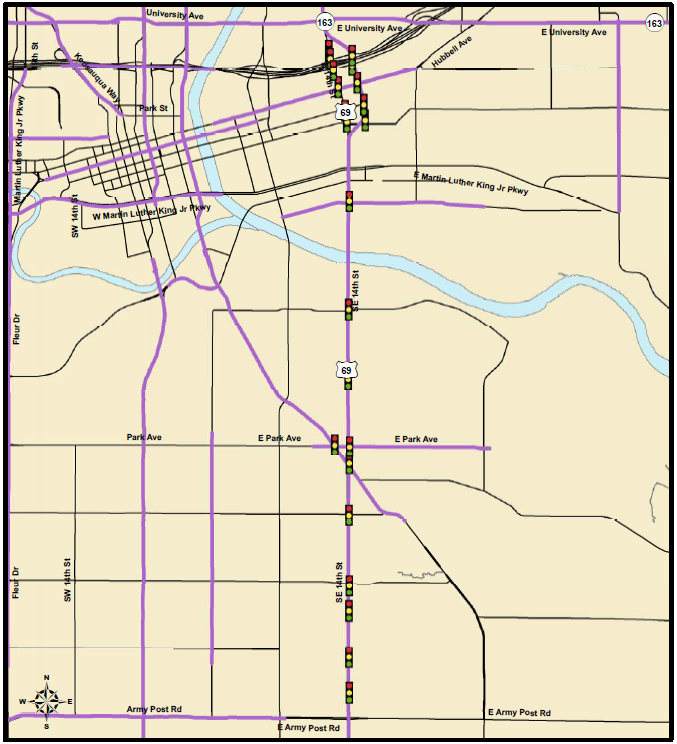 University Ave
163
E University Ave
E University Ave
163
Hubbell Ave
Keosauqua Way
Park St
14th St
69
Martin Luther King Jr Pkwy
E Martin Luther King Jr Pkwy
SW 14th St
W Martin Luther King Jr Pkwy
SE 14th St
Fleur Dr
69
Park Ave
E Park Ave
E Park Ave
Fleur Dr
SW 14th St
SE 14th St
N
W
E
S
Army Post Rd
E Army Post Rd
E Army Post Rd